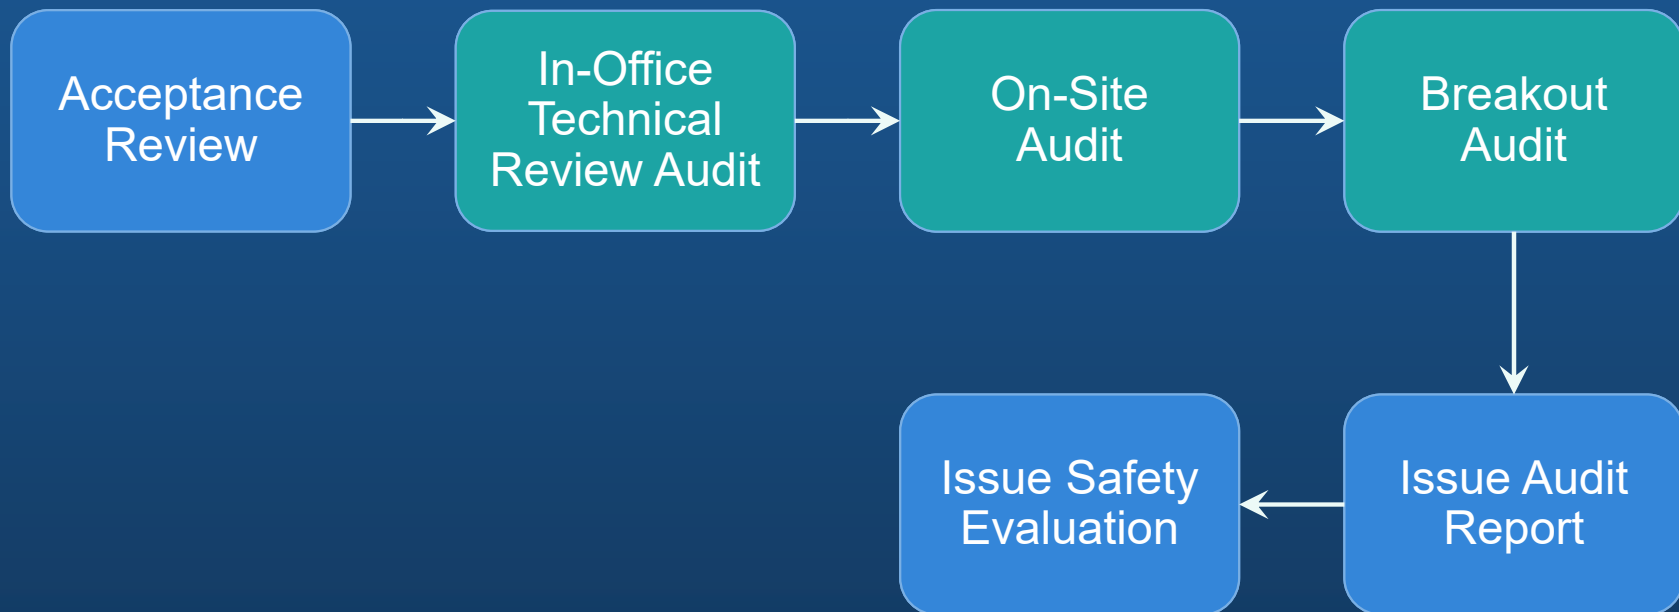 Acceptance
Review
In-Office
Technical
Review Audit
On-Site
Audit
Breakout
Audit
Issue Safety
Evaluation
Issue Audit
Report